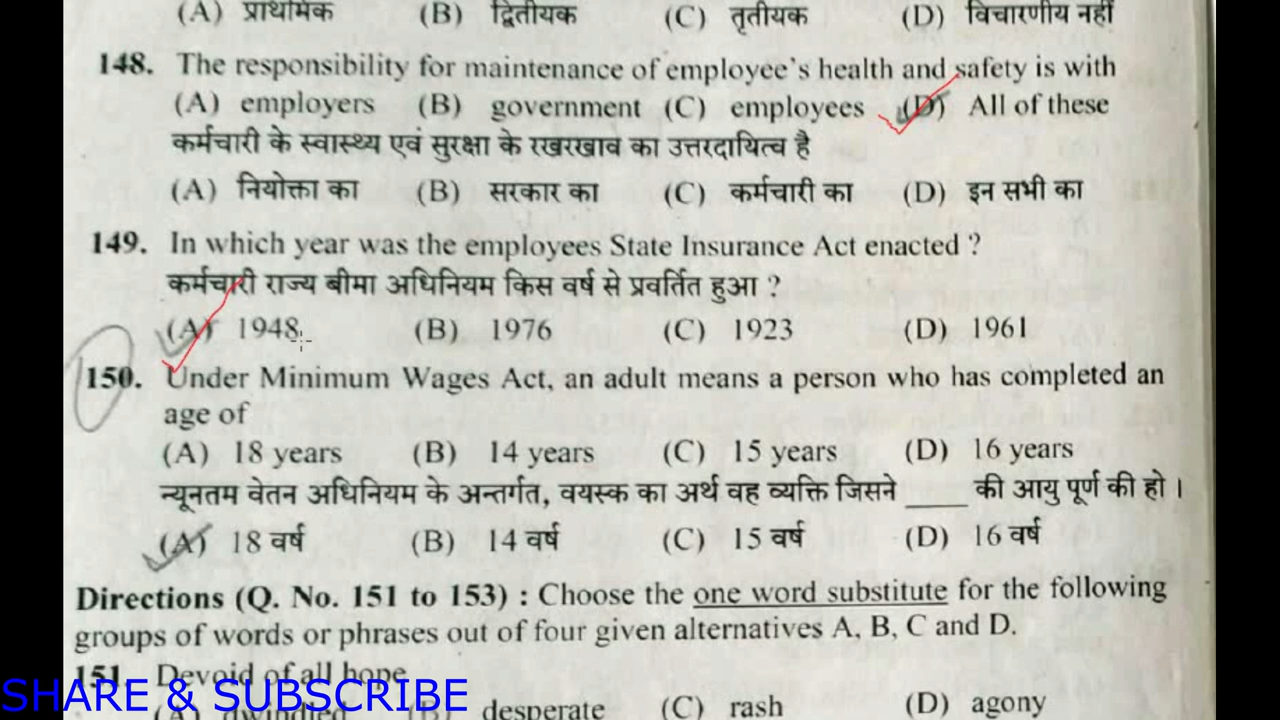 (A) प्राथमिक (B) द्वितीयक (C) तृतीयक (D) विचारणीय नहीं
148. The responsibility for maintenance of employee's health and safety is with
(A) employers (B) government (C) employees (D) All of these
कर्मचारी के स्वास्थ्य एवं सुरक्षा के रखरखाव का उत्तरदायित्व है
(A) नियोक्ता का (B) सरकार का (C) कर्मचारी का (D) इन सभी का
149. In which year was the employees State Insurance Act enacted ?
कर्मचारी राज्य बीमा अधिनियम किस वर्ष से प्रवर्तित हुआ ?
(A) 1948 (B) 1976 (C) 1923 (D) 1961
150. Under Minimum Wages Act, an adult means a person who has completed an
age of
(A) 18 years (B) 14 years (C) 15 years (D) 16 years
न्यूनतम वेतन अधिनियम के अन्तर्गत, वयस्क का अर्थ वह व्यक्ति जिसने ____ की आयु पूर्ण की हो ।
(A) 18 वर्ष (B) 14 वर्ष (C) 15 वर्ष (D) 16 वर्ष
Directions (Q. No. 151 to 153) : Choose the one word substitute for the following
groups of words or phrases out of four given alternatives A, B, C and D.
151. Devoid of all hope
SHARE & SUBSCRIBE
(A) dwindled (B) desperate (C) rash (D) agony